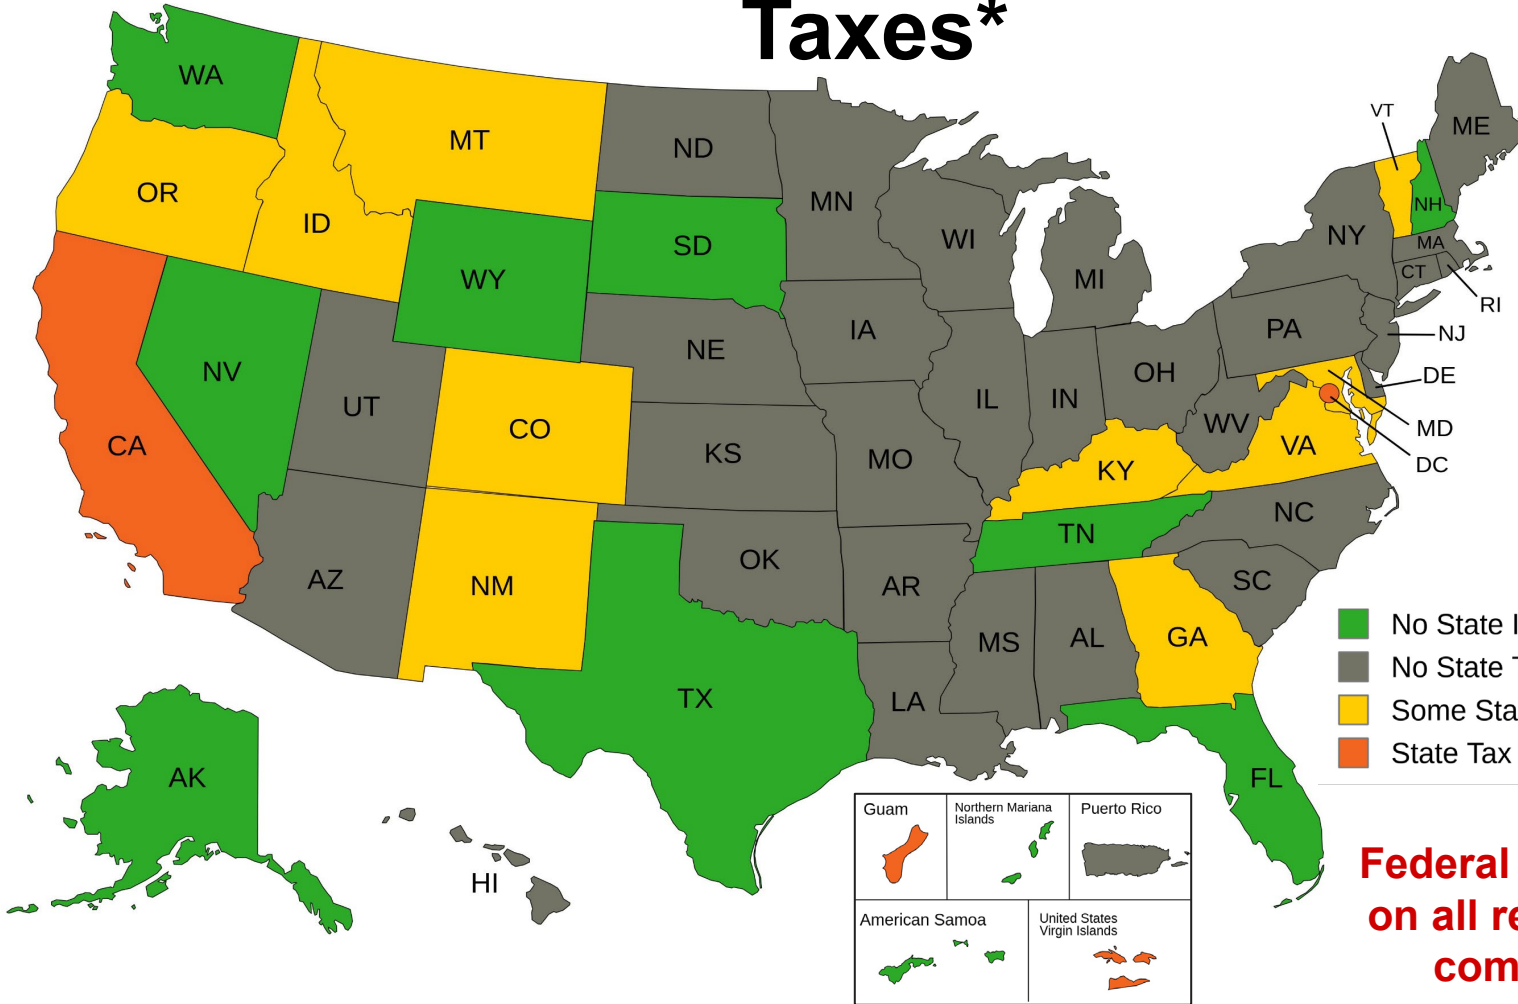 Taxes*
WA
MT
ND
MN
VT
ME
OR
ID
SD
WI
NH
NY
MA
WY
MI
CT
RI
IA
PA
NJ
NE
NV
OH
DE
UT
IL
IN
CO
WV
MD
CA
KS
MO
VA
KY
DC
NC
TN
OK
AZ
NM
AR
SC
MS
AL
GA
No State
No State
TX
LA
Some
State Tax
AK
FL
Guam
Northern Mariana
Islands
Puerto Rico
HI
American Samoa
United States
Virgin Islands
Federal
on all